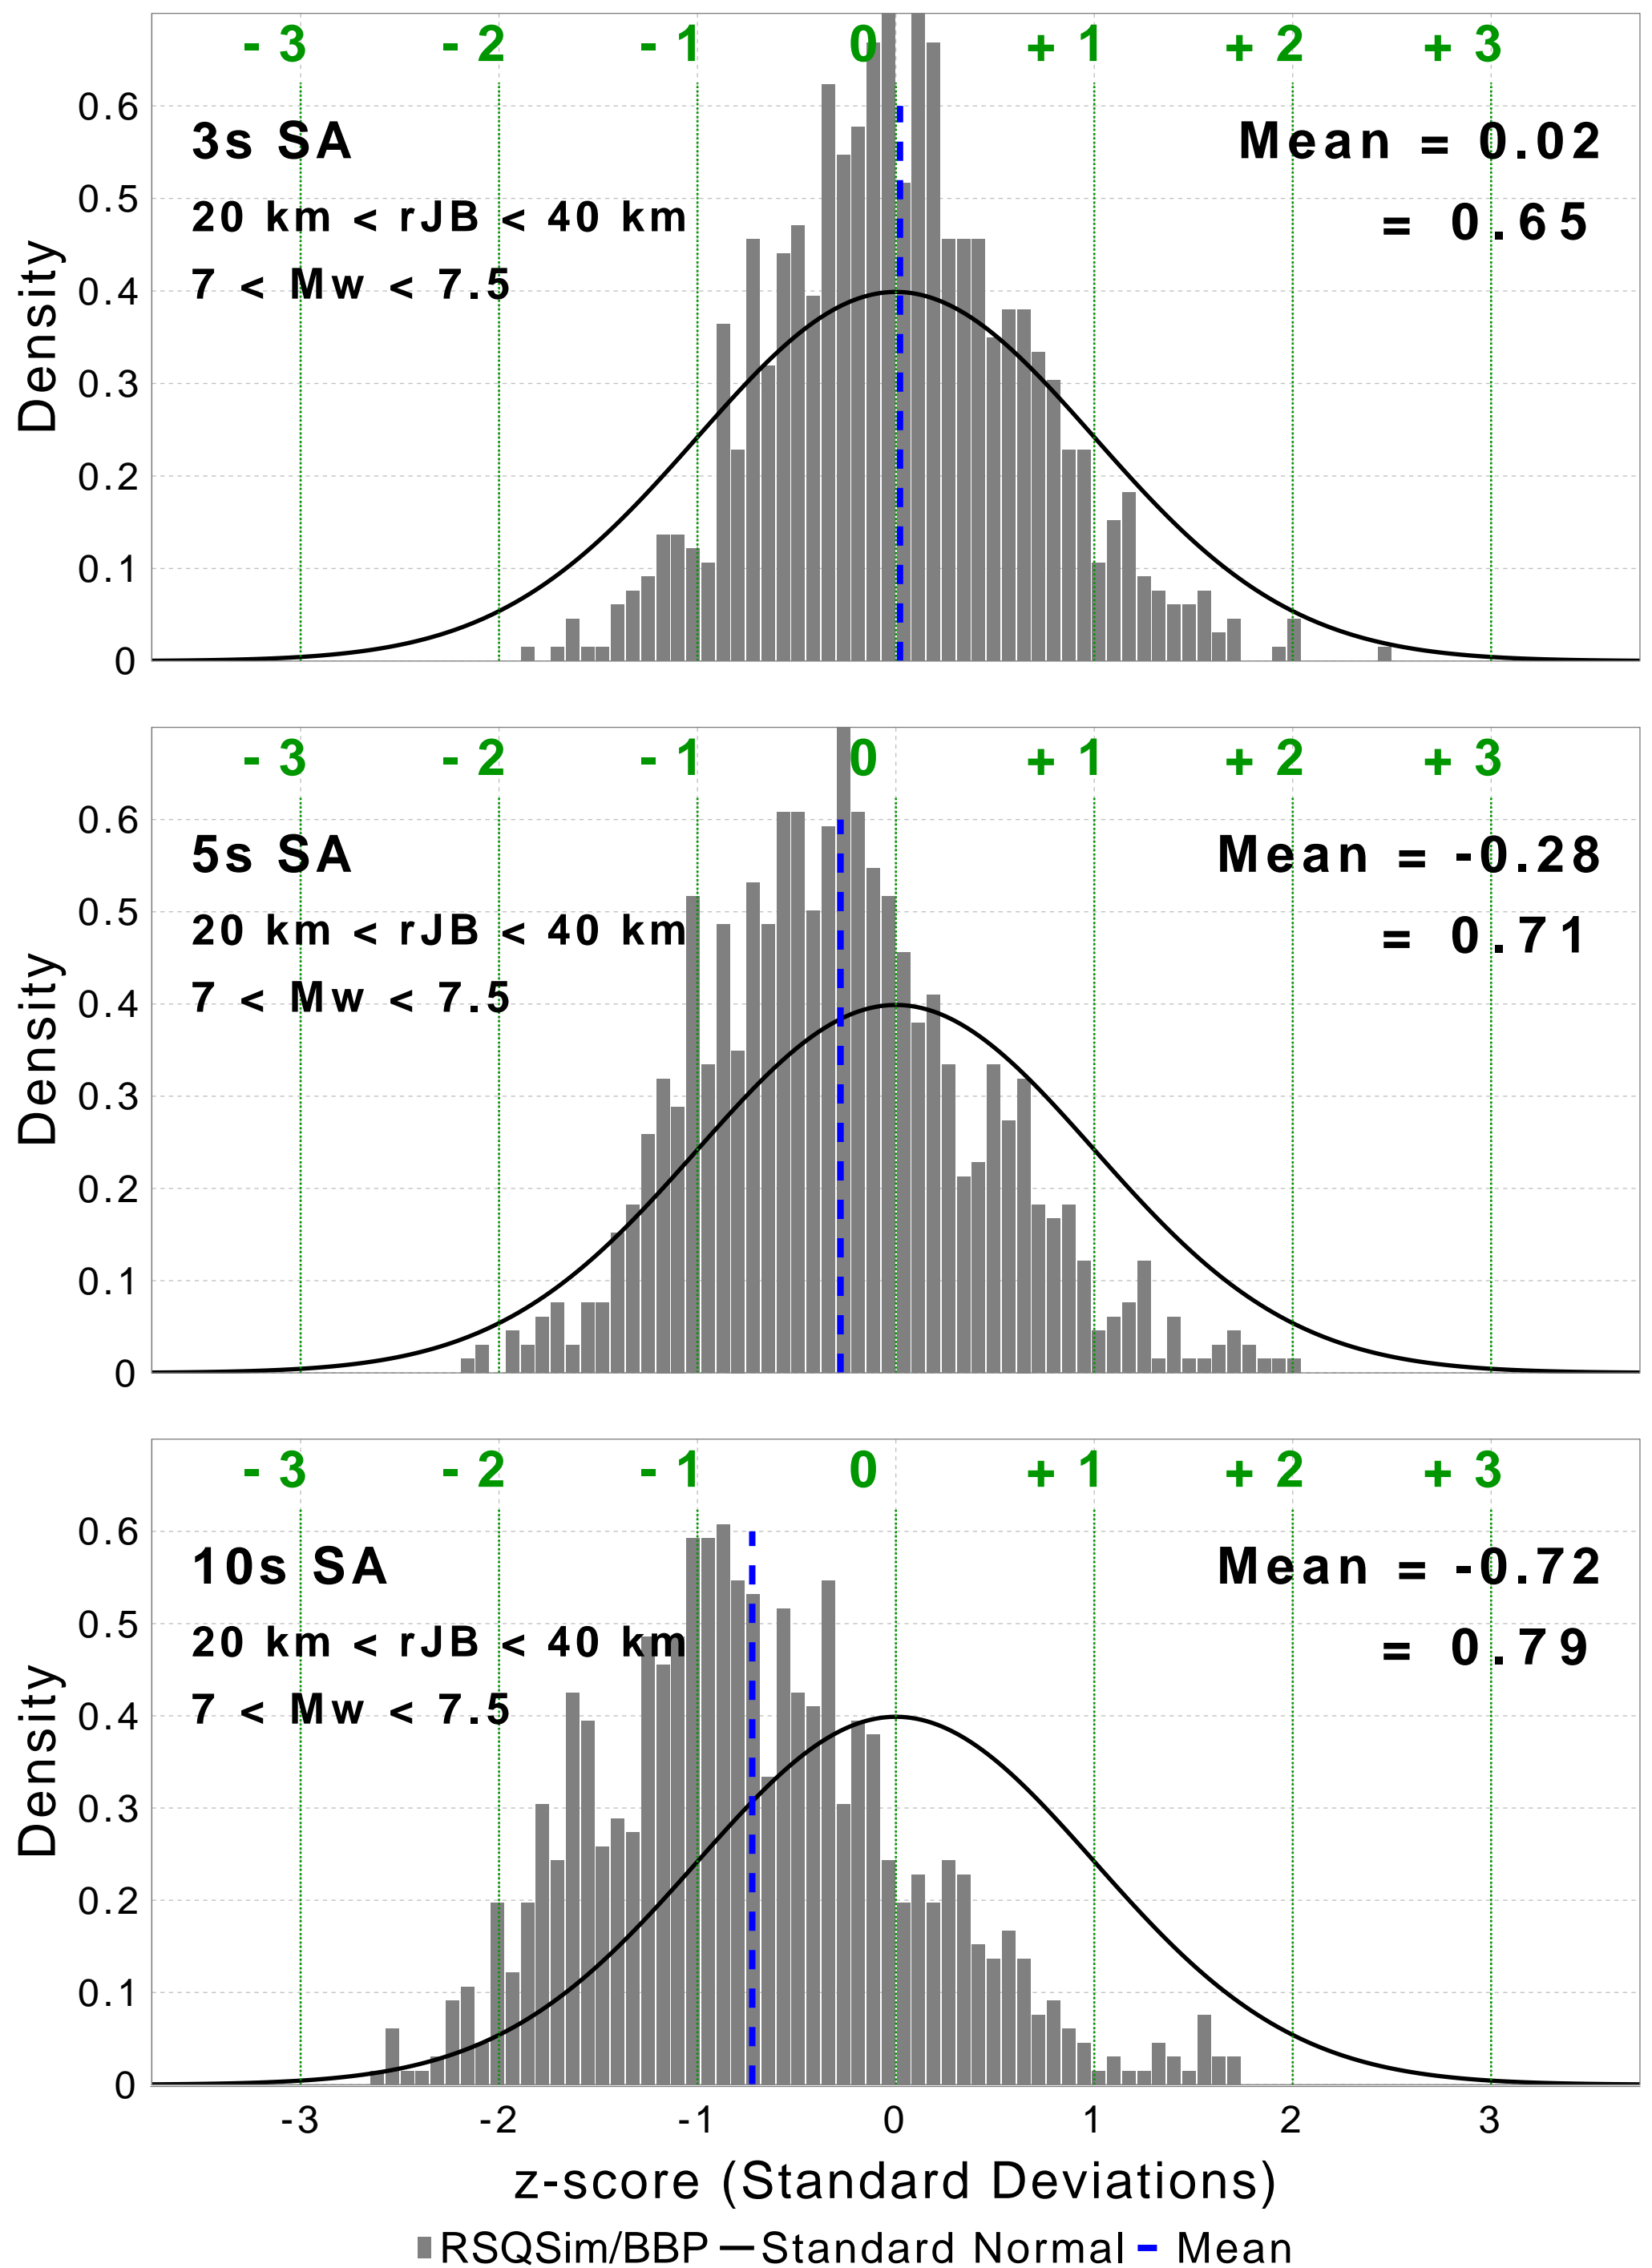 - 3 - 2 - 1 0 + 1 + 2 + 3
0.6
0.5
0.4
0.3
0.2
0.1
0
Density
3s SA
20 km < rJB < 40 km
7 < Mw < 7.5
Mean = 0.02
= 0.65
- 3 - 2 - 1 0 + 1 + 2 + 3
0.6
0.5
0.4
0.3
0.2
0.1
0
Density
5s SA
20 km < rJB < 40 km
7 < Mw < 7.5
Mean = -0.28
= 0.71
- 3 - 2 - 1 0 + 1 + 2 + 3
0.6
0.5
0.4
0.3
0.2
0.1
0
Density
10s SA
20 km < rJB < 40 km
7 < Mw < 7.5
Mean = -0.72
= 0.79
-3 -2 -1 0 1 2 3
z-score (Standard Deviations)
RSQSim/BBP Standard Normal Mean